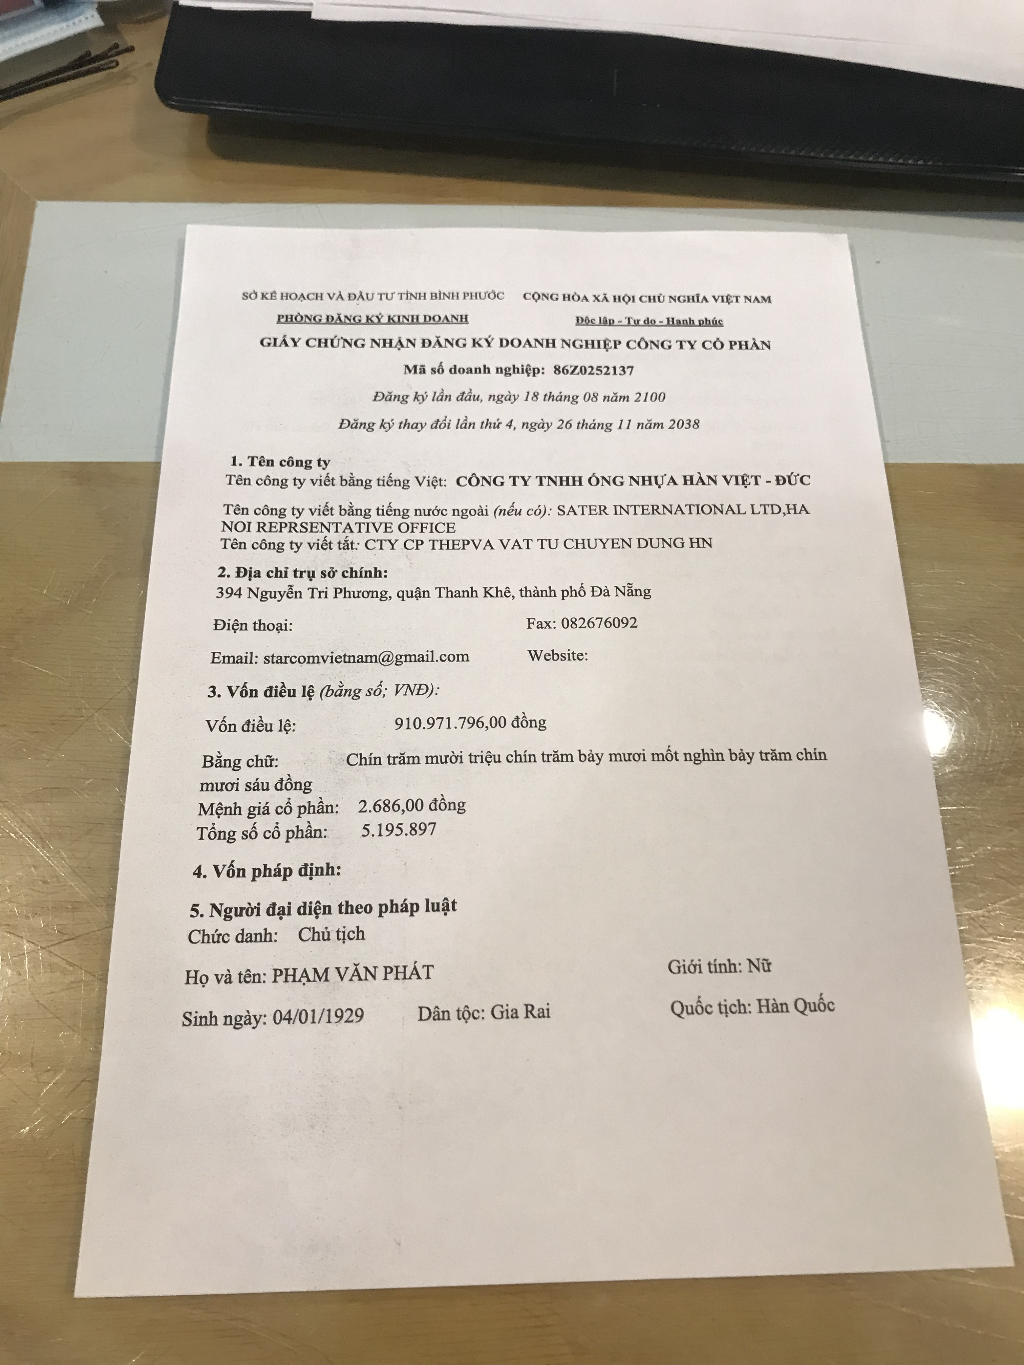 SỞ KẾ HOẠCH VÀ ĐẦU TƯ TỈNH BÌNH PHƯỚC CỘNG HÒA XÃ HỘI CHỦ NGHĨA VIỆT NAM
PHÒNG ĐĂNG KÝ KINH DOANH Độc lập - Tự do - Hạnh phúc
GIẤY CHỨNG NHẬN ĐĂNG KÝ DOANH NGHIỆP CÔNG TY CỔ PHẦN
Mã số doanh nghiệp: 86Z0252137
Đăng ký lần đầu, ngày 18 tháng 08 năm 2100
Đăng ký thay đổi lần thứ 4, ngày 26 tháng 11 năm 2038
1. Tên công ty
Tên công ty viết bằng tiếng Việt: CÔNG TY TNHH ỐNG NHỰA HÀN VIỆT - ĐỨC
Tên công ty viết bằng tiếng nước ngoài (nếu có): SATER INTERNATIONAL LTD,HA
NOI REPRSENTATIVE OFFICE
Tên công ty viết tắt: CTY CP THEPVA VAT TU CHUYEN DUNG HN
2. Địa chỉ trụ sở chính:
394 Nguyễn Tri Phương, quận Thanh Khê, thành phố Đà Nẵng
Điện thoại: Fax: 082676092
Email: starcomvietnam@gmail.com Website:
3. Vốn điều lệ (bằng số; VNĐ):
Vốn điều lệ: 910.971.796,00 đồng
Bằng chữ: Chín trăm mười triệu chín trăm bảy mươi mốt nghìn bảy trăm chín
mươi sáu đồng
Mệnh giá cổ phần: 2.686,00 đồng
Tổng số cổ phần: 5.195.897
4. Vốn pháp định:
5. Người đại diện theo pháp luật
Chức danh: Chủ tịch
Họ và tên: PHẠM VĂN PHÁT Giới tính: Nữ
Sinh ngày: 04/01/1929 Dân tộc: Gia Rai Quốc tịch: Hàn Quốc